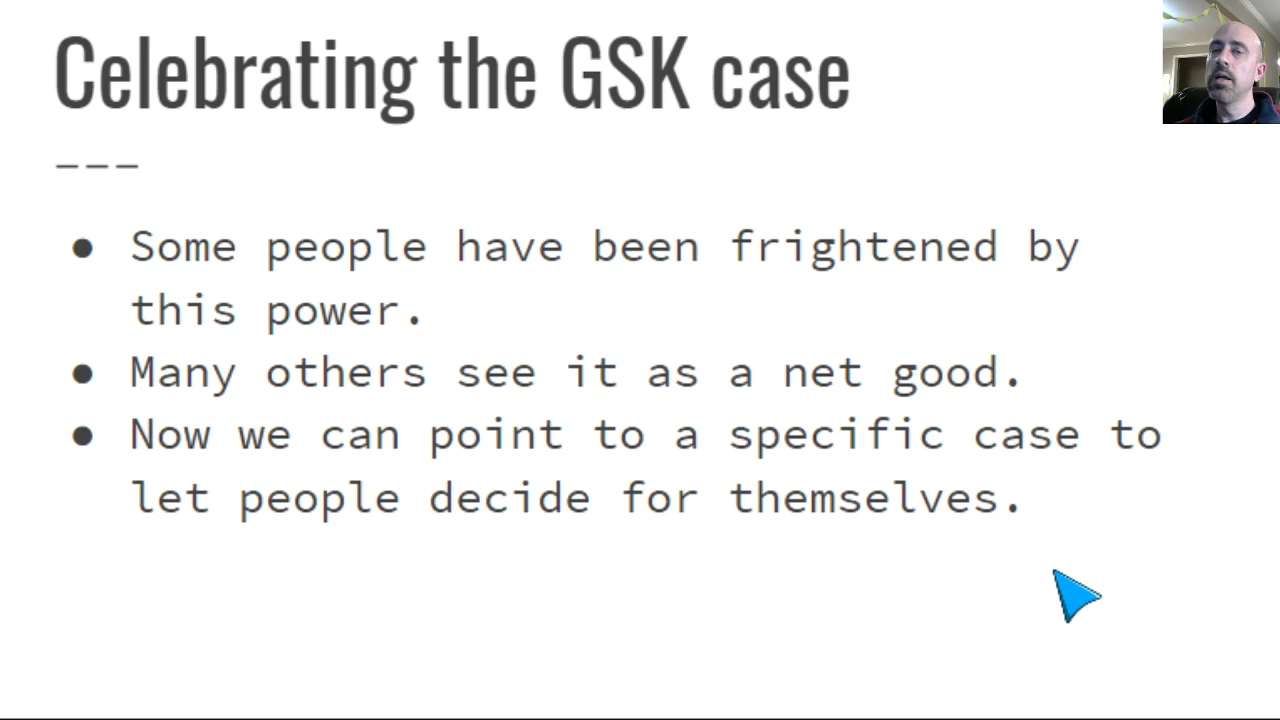 Celebrating the GSK case
---
● Some people have been frightened by
this power.
● Many others see it as a net good.
● Now we can point to a specific case to
let people decide for themselves.